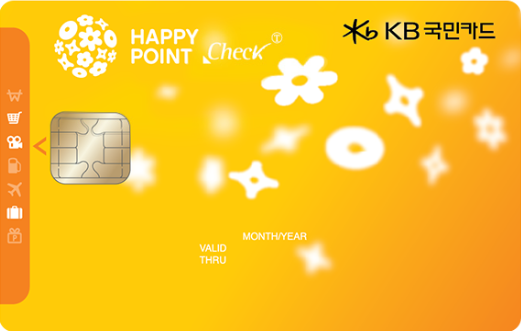 HAPPY
POINT Check Ⓣ
KB 국민카드
MONTH/YEAR
VALID
THRU